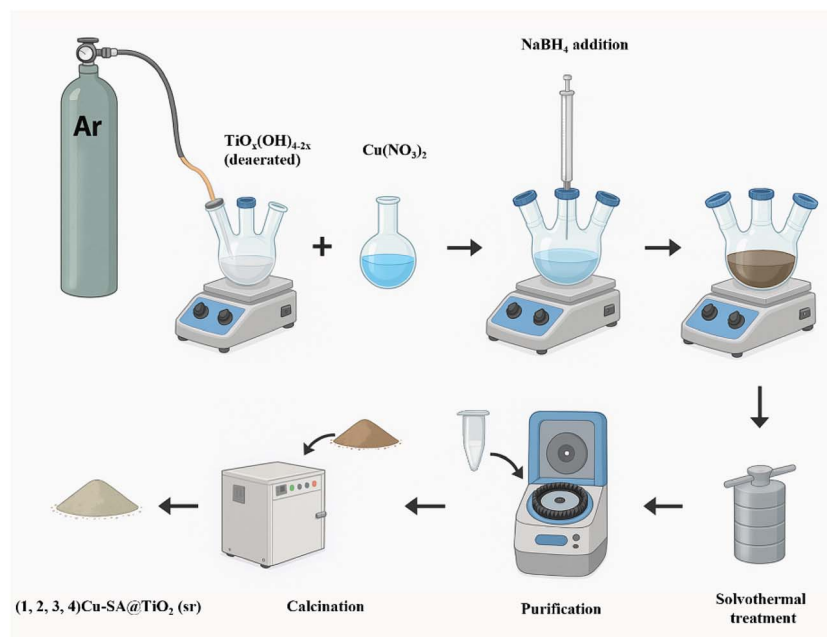 NaBH₄ addition
Ar
TiOₓ(OH)₄₋₂ₓ
(deaerated)
Cu(NO₃)₂
(1, 2, 3, 4)Cu-SA@TiO₂ (sr)
Calcination
Purification
Solvothermal
treatment